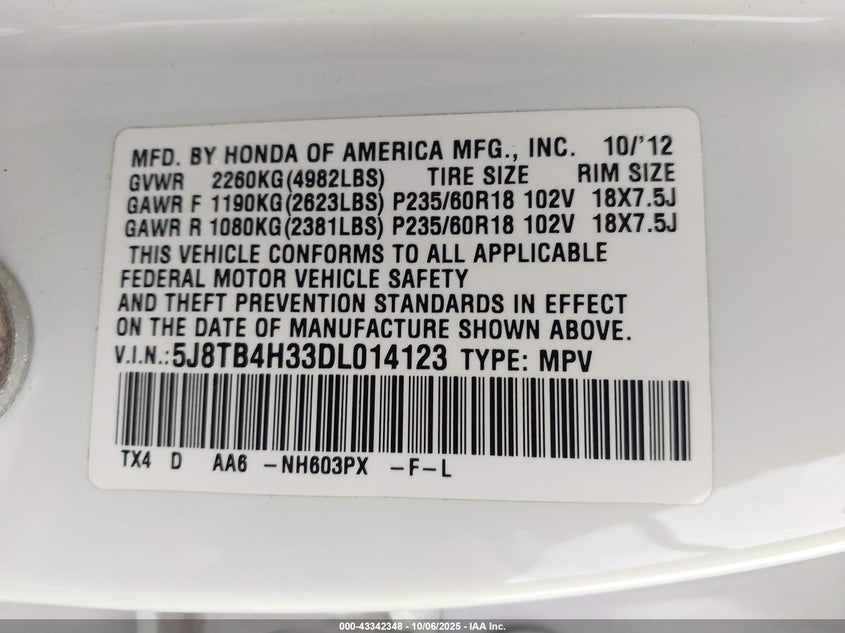 MFD. BY HONDA OF AMERICA MFG., INC. 10/'12
GVWR 2260KG(4982LBS) TIRE SIZE RIM SIZE
GAWR F 1190KG(2623LBS) P235/60R18 102V 18X7.5J
GAWR R 1080KG(2381LBS) P235/60R18 102V 18X7.5J
THIS VEHICLE CONFORMS TO ALL APPLICABLE
FEDERAL MOTOR VEHICLE SAFETY
AND THEFT PREVENTION STANDARDS IN EFFECT
ON THE DATE OF MANUFACTURE SHOWN ABOVE.
V.I.N.: 5J8TB4H33DL014123 TYPE: MPV
TX4 D AA6 -NH603PX -F-L
000-43342348 - 10/06/2025 - IAA Inc.